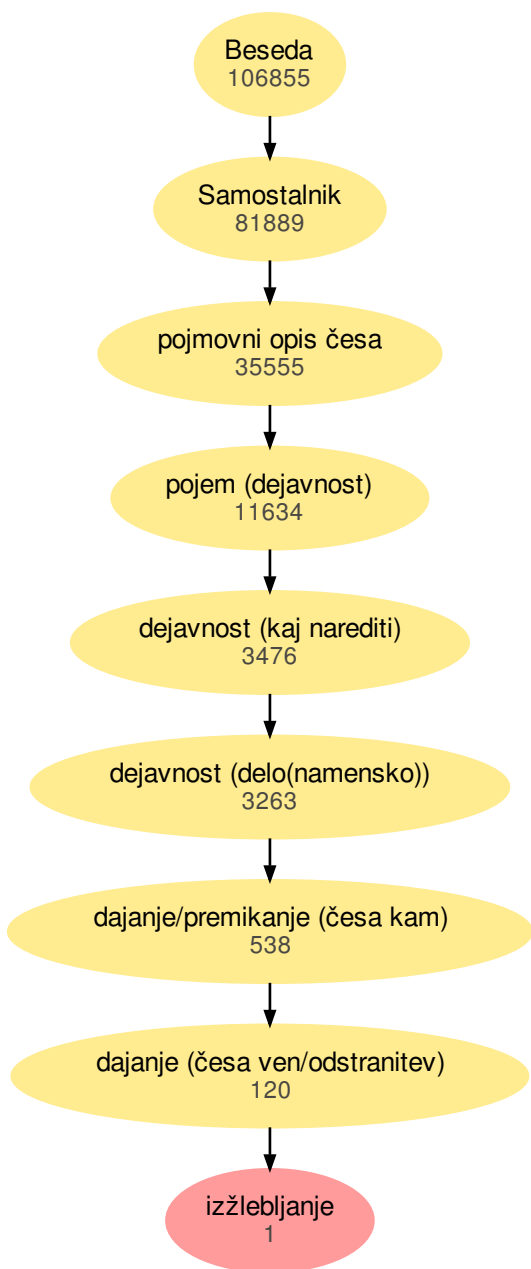 Beseda
106855
Samostalnik
81889
pojmovni opis česa
35555
pojem (dejavnost)
11634
dejavnost (kaj narediti)
3476
dejavnost (delo(namensko))
3263
dajanje/premikanje (česa kam)
538
dajanje (česa ven/odstranitev)
120
izžlebljanje
1